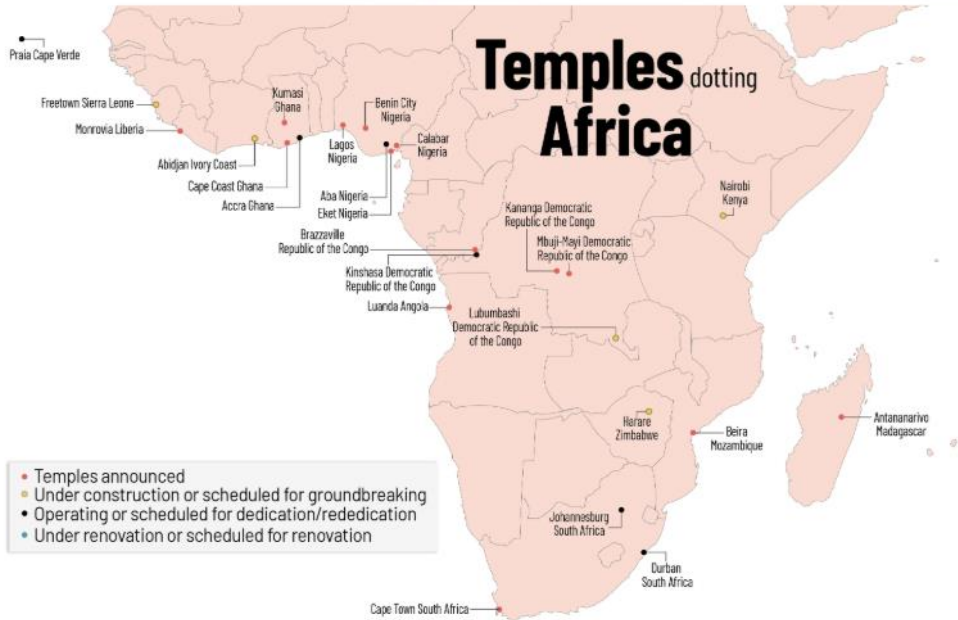 Temples dotting
Africa
Praia Cape Verde
Freetown Sierra Leone
Monrovia Liberia
Kumasi
Ghana
Abidjan Ivory Coast
Cape Coast Ghana
Accra Ghana
Lagos
Nigeria
Benin City
Nigeria
Calabar
Nigeria
Aba Nigeria
Eket Nigeria
Nairobi
Kenya
Kananga Democratic
Republic of the Congo
Mbuji-Mayi Democratic
Republic of the Congo
Brazzaville
Republic of the Congo
Kinshasa Democratic
Republic of the Congo
Luanda Angola
Lubumbashi
Democratic Republic
of the Congo
Harare
Zimbabwe
Beira
Mozambique
Antananarivo
Madagascar
Johannesburg
South Africa
Durban
South Africa
Cape Town South Africa
Temples announced
Under construction or scheduled for groundbreaking
Operating or scheduled for dedication/rededication
Under renovation or scheduled for renovation